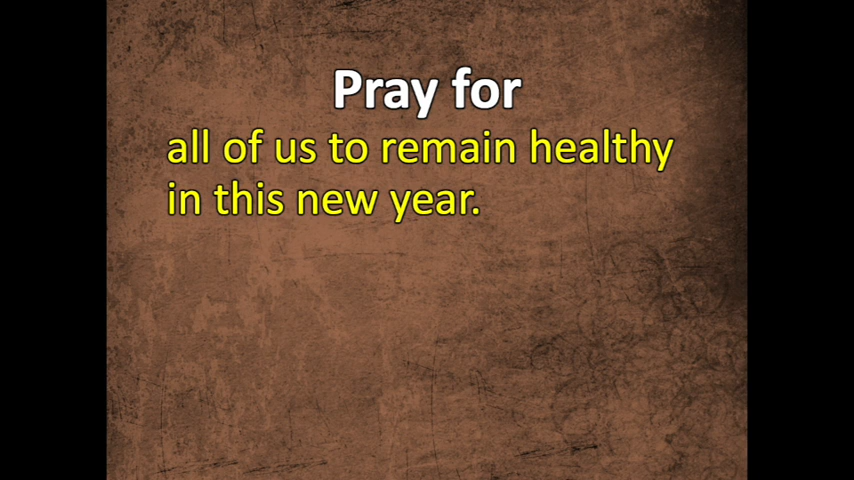 Pray for
all of us to remain healthy
in this new year.